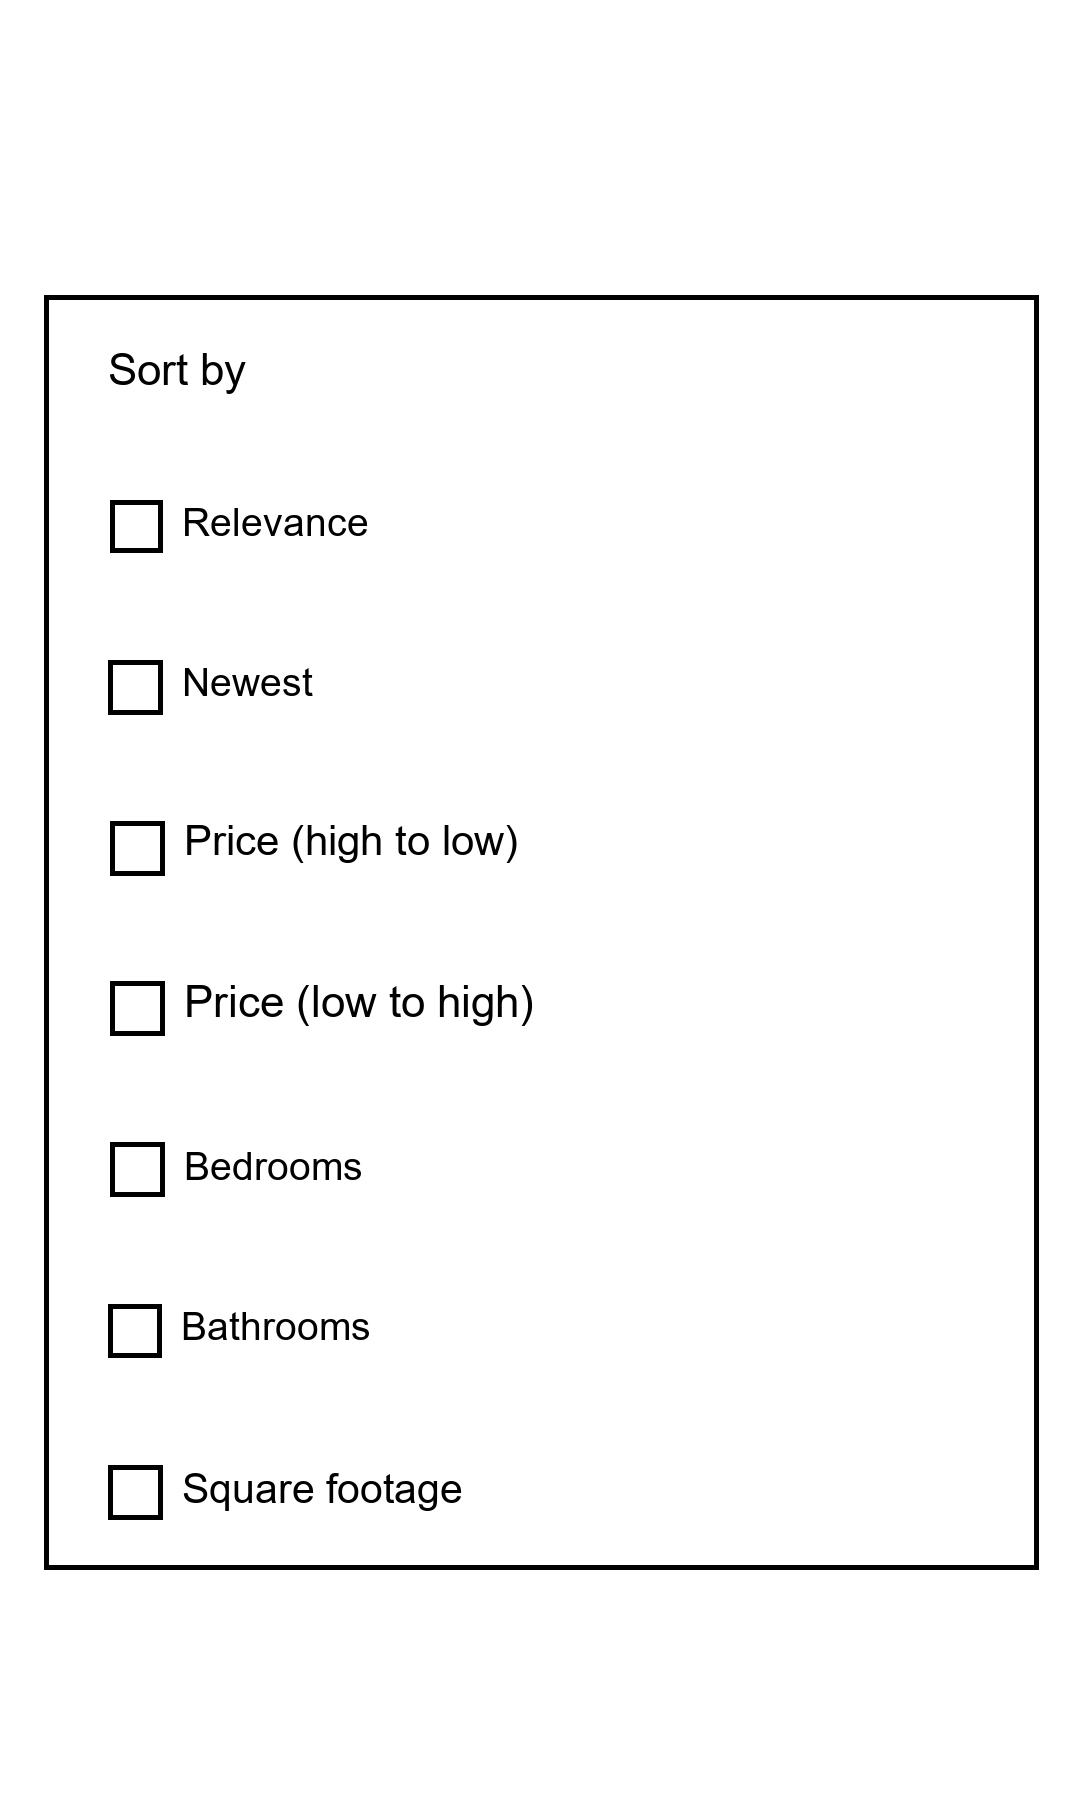 Sort by
Relevance
Newest
Price (high to low)
Price (low to high)
Bedrooms
Bathrooms
Square footage